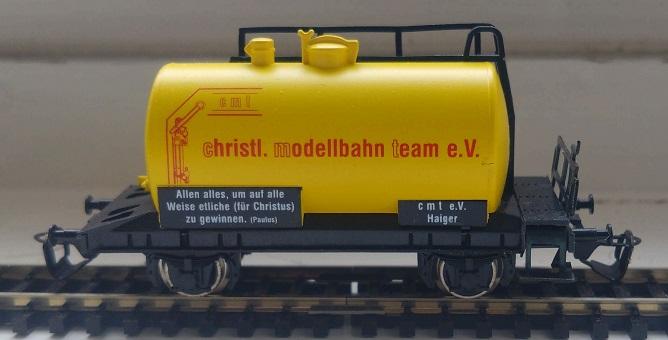 c m t
christl. modellbahn team e.V.
Allen alles, um auf alle
Weise etliche (für Christus)
zu gewinnen. (Paulus)
c m t e.V.
Haiger